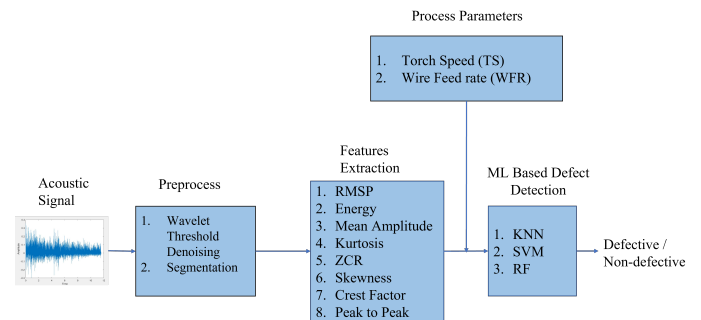 Process Parameters
1. Torch Speed (TS)
2. Wire Feed rate (WFR)
Features
Extraction
ML Based Defect
Detection
Acoustic
Signal
Preprocess
1. Wavelet
Threshold
Denoising
2. Segmentation
1. RMSP
2. Energy
3. Mean Amplitude
4. Kurtosis
5. ZCR
6. Skewness
7. Crest Factor
8. Peak to Peak
1. KNN
2. SVM
3. RF
Defective /
Non-defective